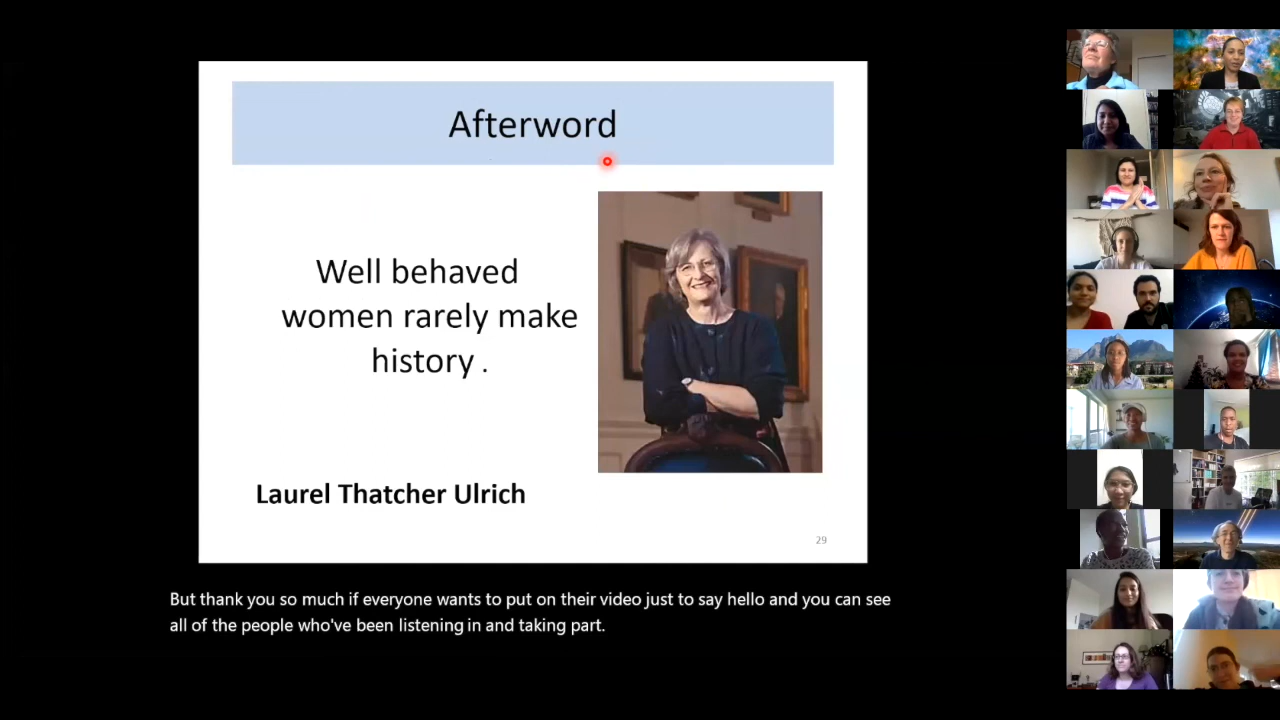 Afterword
Well behaved
women rarely make
history .
Laurel Thatcher Ulrich
29
But thank you so much if everyone wants to put on their video just to say hello and you can see
all of the people who've been listening in and taking part.